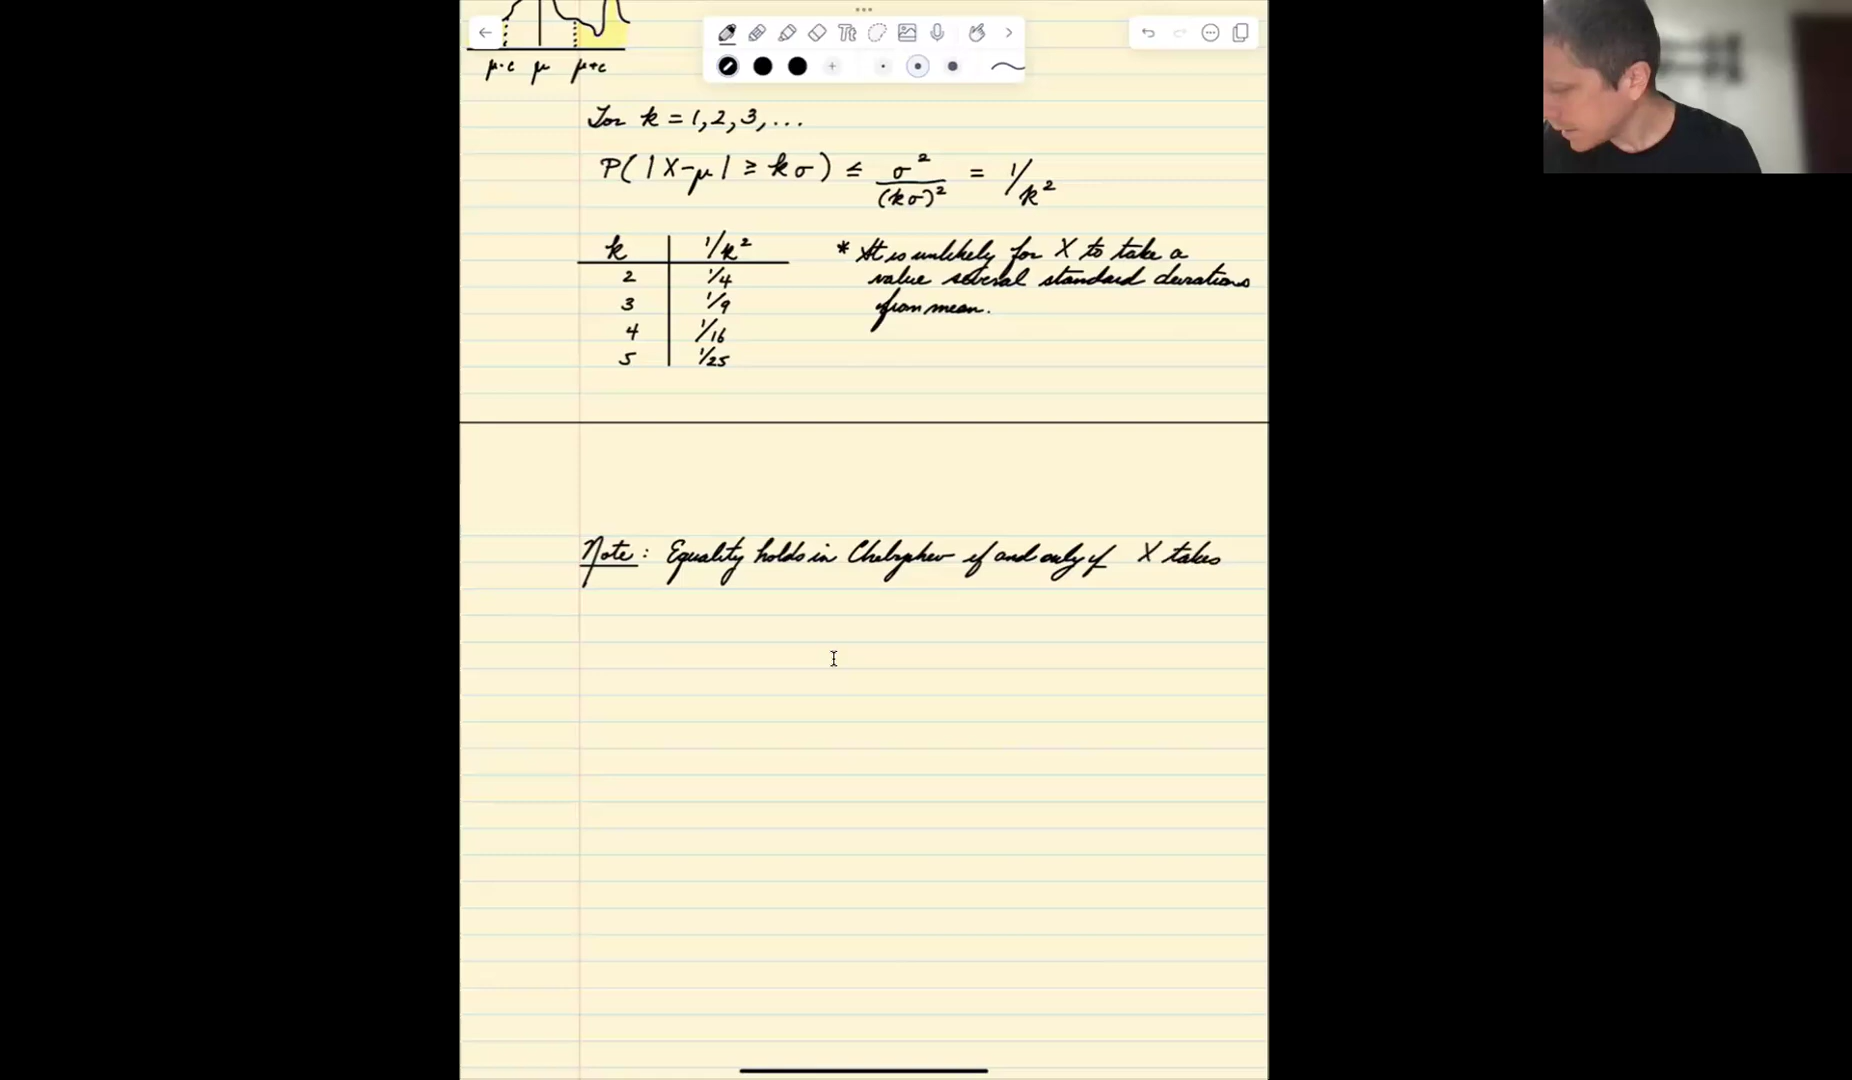 μ-c μ μ+c
Tt
For k = 1, 2, 3, ...
P( | X-μ | ≥ kσ ) ≤ σ² / (kσ)² = 1/k²
k 1/k²
2 1/4
3 1/9
4 1/16
5 1/25
* It is unlikely for X to take a
value several standard deviations
from mean.
Note: Equality holds in Chebyshev if and only if X takes